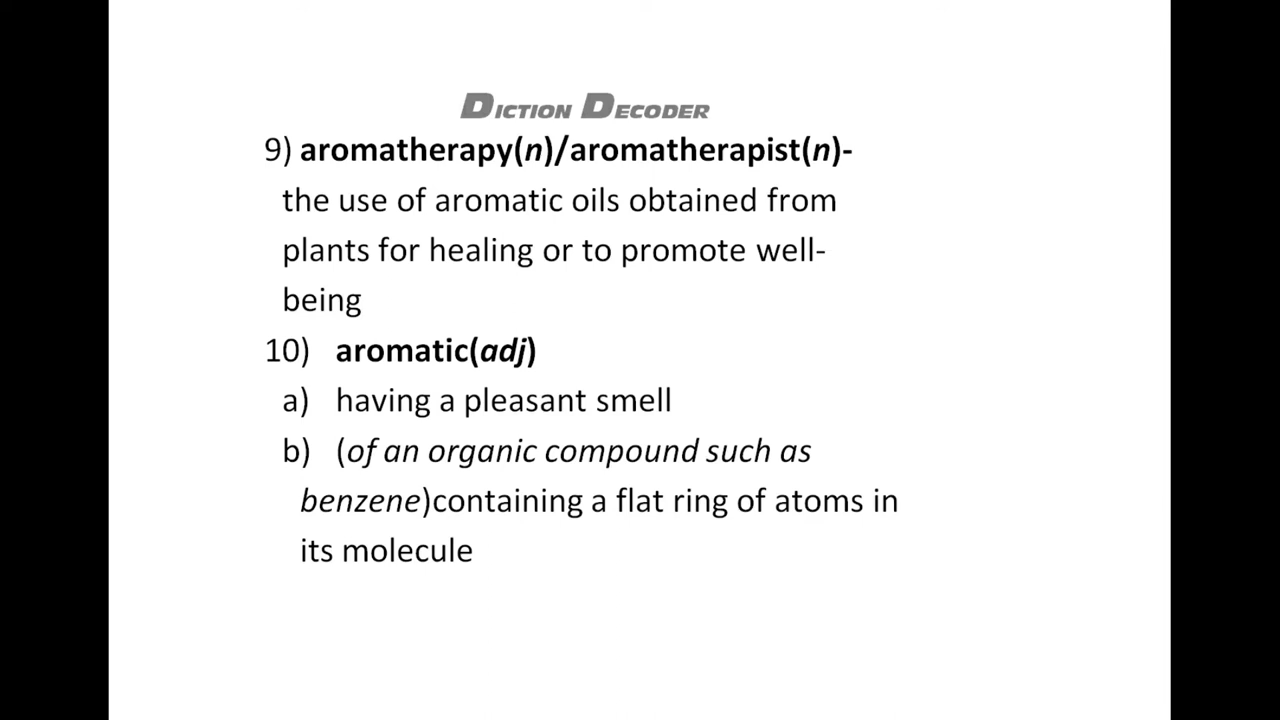 DICTION DECODER
9) aromatherapy(n)/aromatherapist(n)-
the use of aromatic oils obtained from
plants for healing or to promote well-
being
10) aromatic(adj)
a) having a pleasant smell
b) (of an organic compound such as
benzene)containing a flat ring of atoms in
its molecule